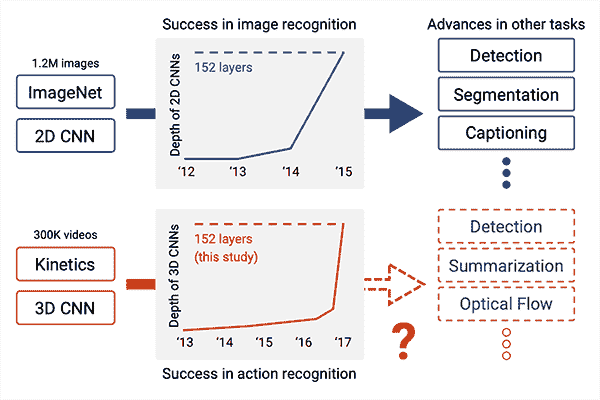 Success in image recognition
Advances in other tasks
1.2M images
ImageNet
2D CNN
Depth of 2D CNNs
152 layers
'12 '13 '14 '15
Detection
Segmentation
Captioning
300K videos
Kinetics
3D CNN
Depth of 3D CNNs
152 layers
(this study)
'13 '14 '15 '16 '17
Success in action recognition
?
Detection
Summarization
Optical Flow